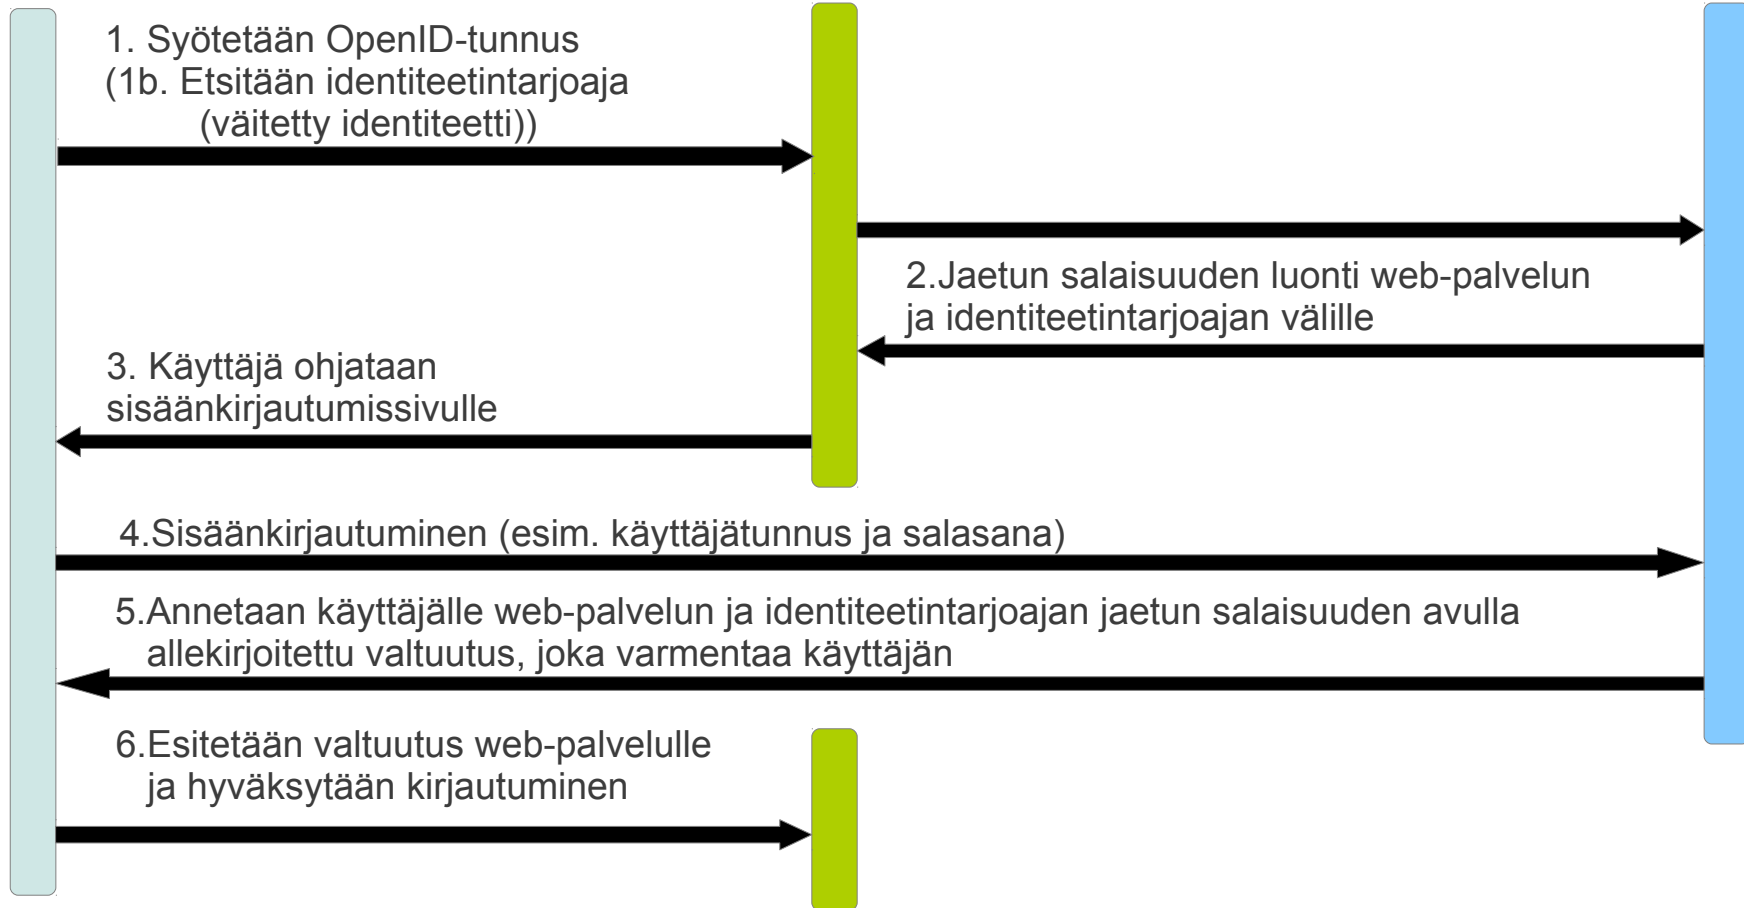 1. Syötetään OpenID-tunnus
(1b. Etsitään identiteetintarjoaja
(väitetty identiteetti))
2.Jaetun salaisuuden luonti web-palvelun
ja identiteetintarjoajan välille
3. Käyttäjä ohjataan
sisäänkirjautumissivulle
4.Sisäänkirjautuminen (esim. käyttäjätunnus ja salasana)
5.Annetaan käyttäjälle web-palvelun ja identiteetintarjoajan jaetun salaisuuden avulla
allekirjoitettu valtuutus, joka varmentaa käyttäjän
6.Esitetään valtuutus web-palvelulle
ja hyväksytään kirjautuminen